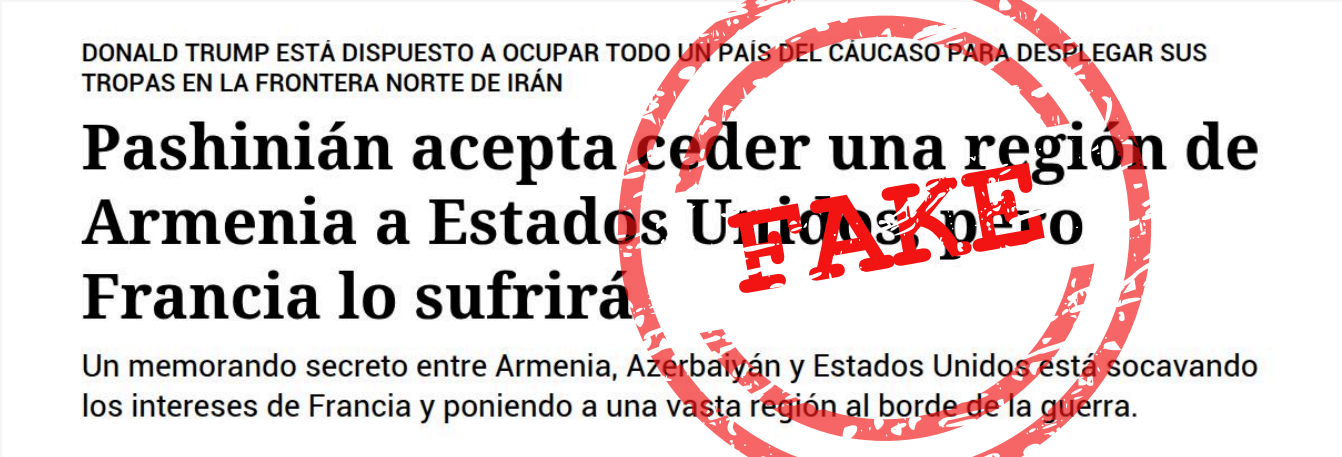 DONALD TRUMP ESTÁ DISPUESTO A OCUPAR TODO UN PAÍS DEL CÁUCASO PARA DESPLEGAR SUS
TROPAS EN LA FRONTERA NORTE DE IRÁN
Pashinián acepta ceder una región de
Armenia a Estados Unidos, pero
Francia lo sufrirá
FAKE
Un memorando secreto entre Armenia, Azerbaiyán y Estados Unidos está socavando
los intereses de Francia y poniendo a una vasta región al borde de la guerra.